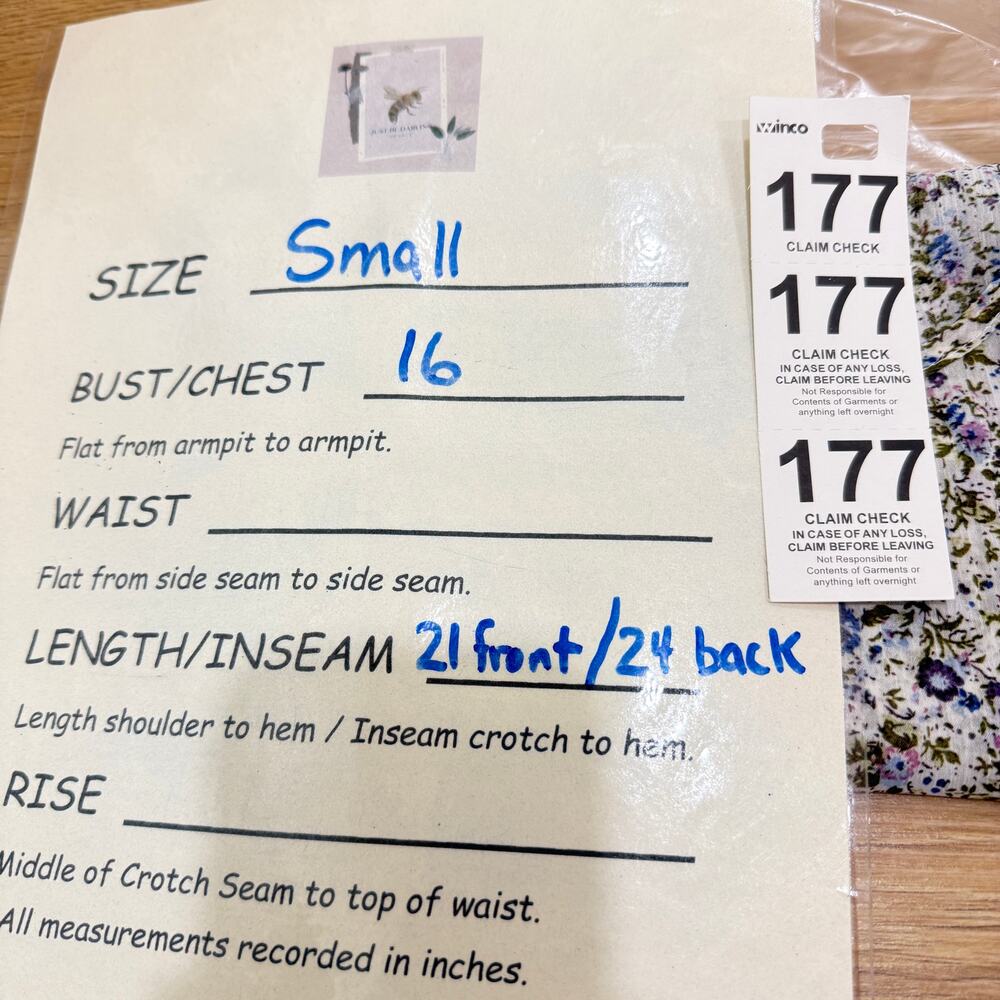 SIZE Small
BUST/CHEST 16
Flat from armpit to armpit.
WAIST
Flat from side seam to side seam.
LENGTH/INSEAM 21 front/24 back
Length shoulder to hem / Inseam crotch to hem.
RISE
Middle of Crotch Seam to top of waist.
All measurements recorded in inches.
winco
177
CLAIM CHECK
177
CLAIM CHECK
IN CASE OF ANY LOSS,
CLAIM BEFORE LEAVING
Not Responsible for
Contents of Garments or
anything left overnight
177
CLAIM CHECK
IN CASE OF ANY LOSS,
CLAIM BEFORE LEAVING
Not Responsible for
Contents of Garments or
anything left overnight